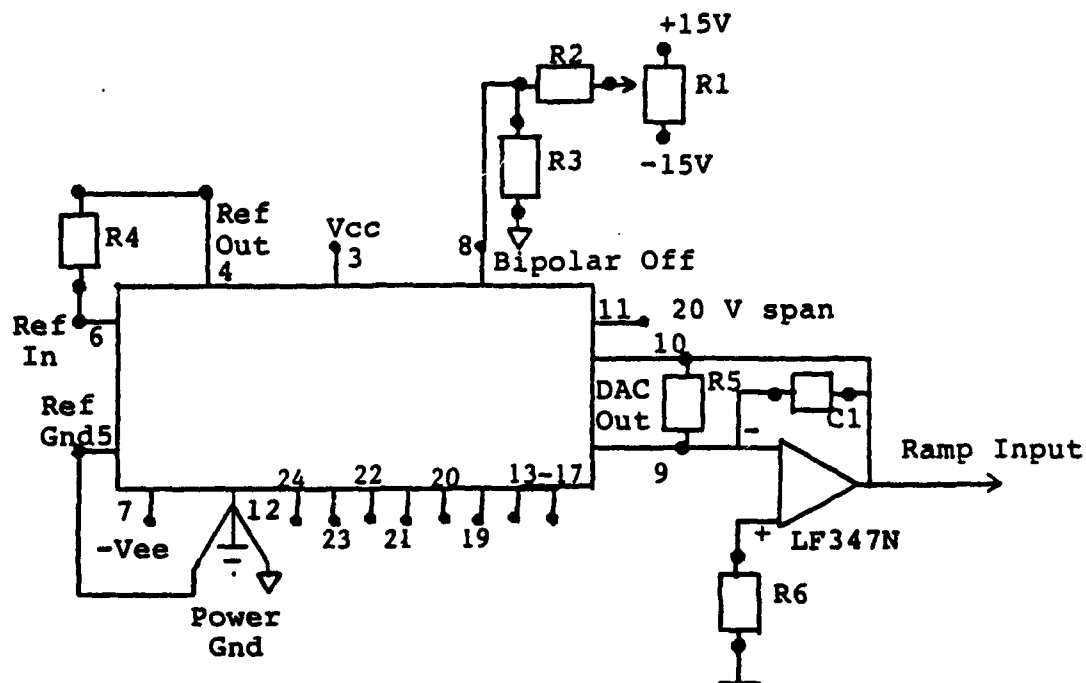 +15V
R2
R1
R3
-15V
Ref
Out
4
R4
Vcc
3
8
Bipolar Off
Ref
In
6
11
20 V span
10
Ref
Gnd5
DAC
Out
R5
C1
-
9
Ramp Input
24
22
20
13-17
7
12
-Vee
23
21
19
+
LF347N
R6
Power
Gnd